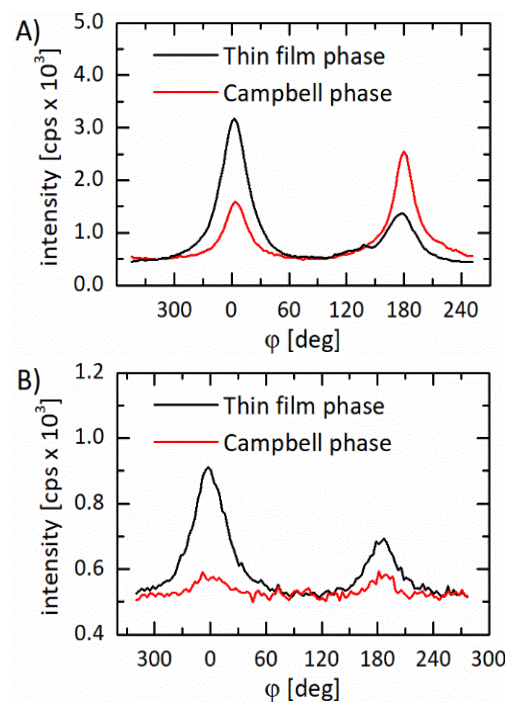 A)
5.0
Thin film phase
4.0
Campbell phase
3.0
2.0
1.0
0.0
intensity [cps x 10³]
300 0 60 120 180 240
φ [deg]
B)
1.2
Thin film phase
1.0
Campbell phase
0.8
0.6
0.4
intensity [cps x 10³]
300 0 60 120 180 240 300
φ [deg]